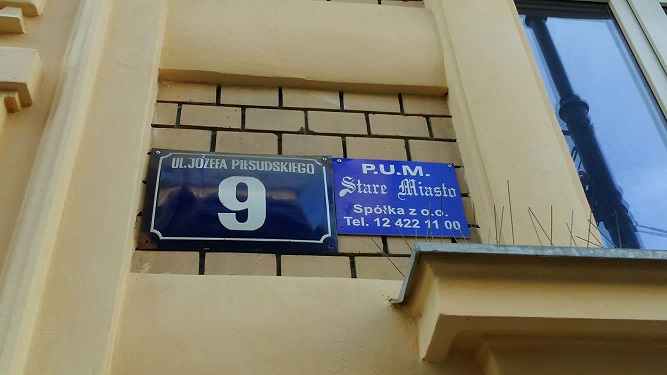 UL. JÓZEFA PIŁSUDSKIEGO
9
P.U.M.
Stare Miasto
Spółka z o.o.
Tel. 12 422 11 00